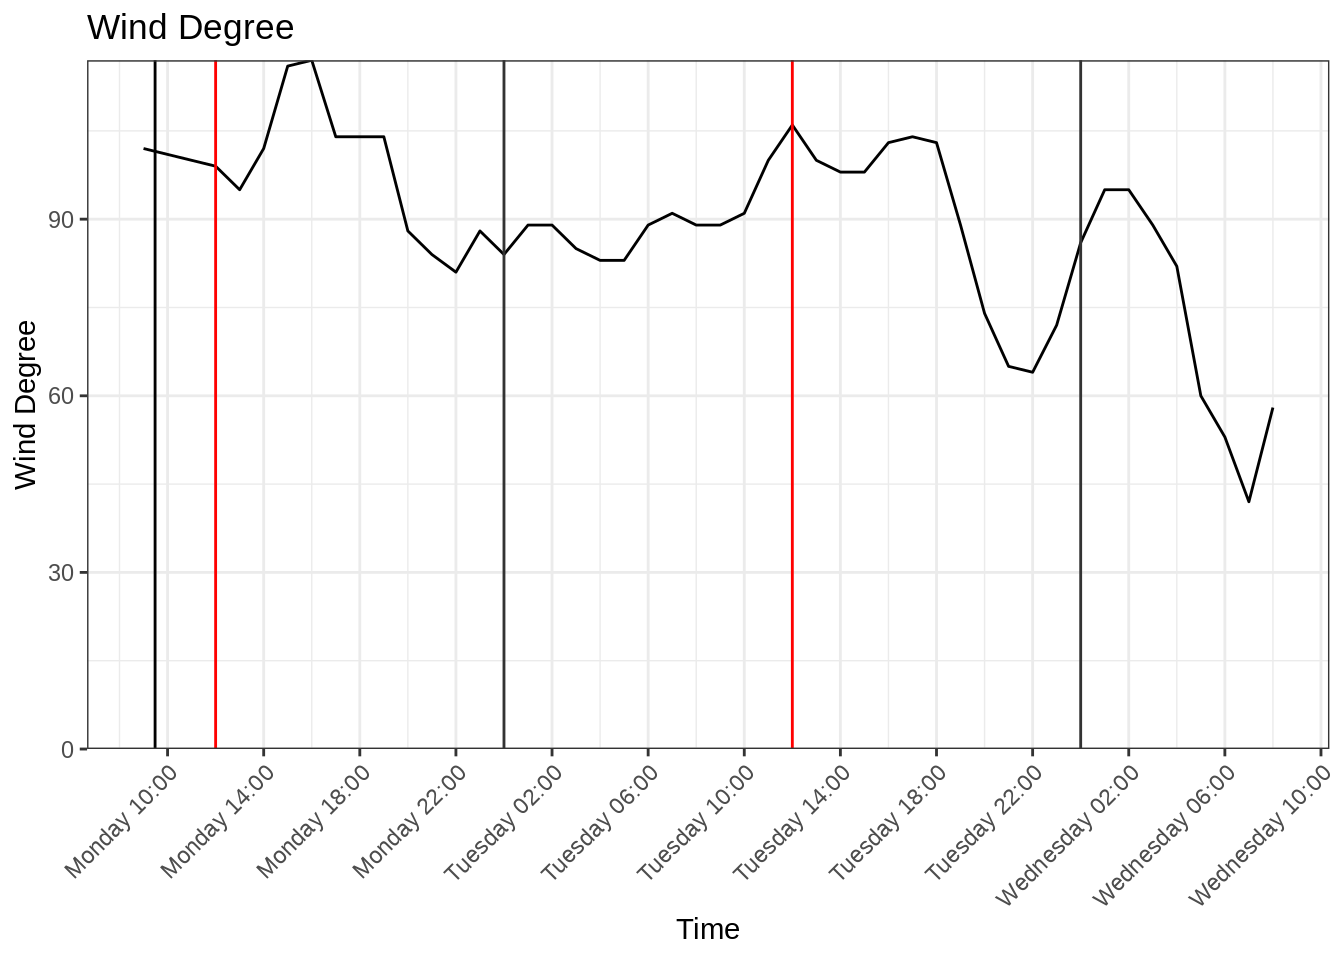 Wind Degree
Wind Degree
90
60
30
0
Monday 10:00
Monday 14:00
Monday 18:00
Monday 22:00
Tuesday 02:00
Tuesday 06:00
Tuesday 10:00
Tuesday 14:00
Tuesday 18:00
Tuesday 22:00
Wednesday 02:00
Wednesday 06:00
Wednesday 10:00
Time